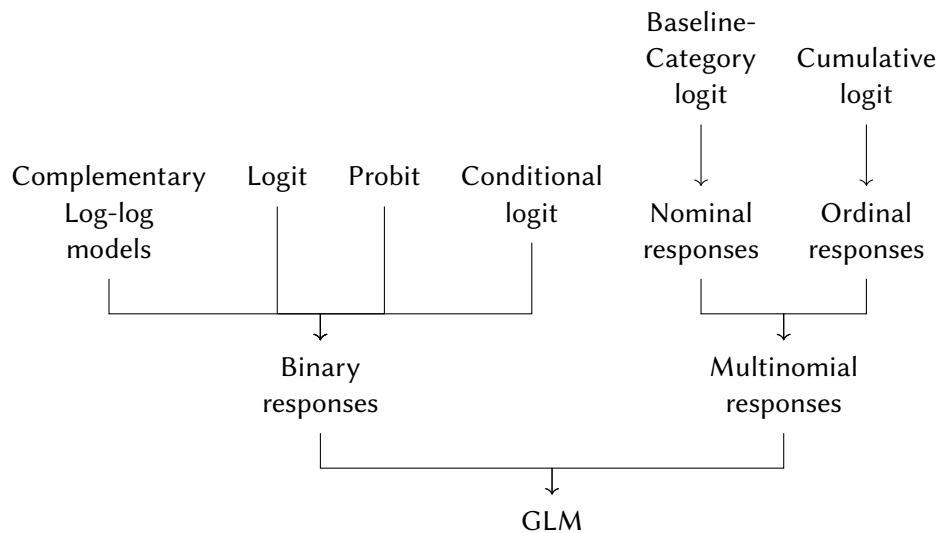 Baseline-
Category
logit
Cumulative
logit
Complementary
Log-log
models
Logit
Probit
Conditional
logit
Nominal
responses
Ordinal
responses
Binary
responses
Multinomial
responses
GLM